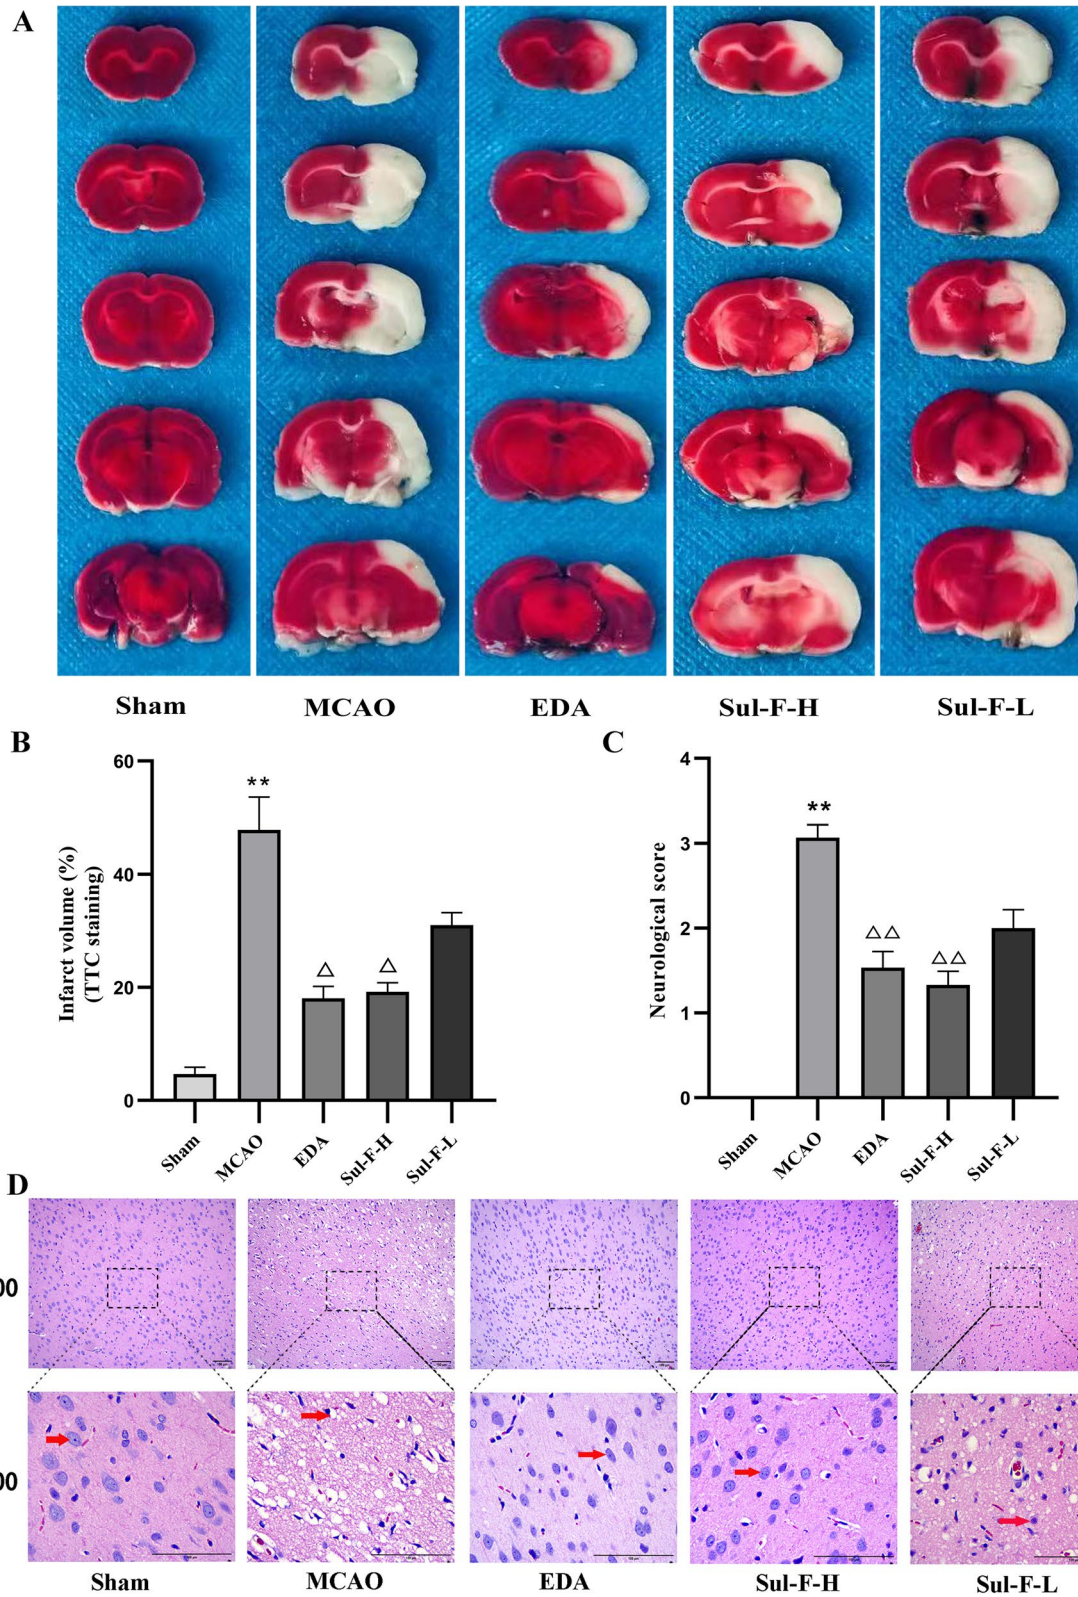 A
Sham MCAO EDA Sul-F-H Sul-F-L
B
Infarct volume (%)
(TTC staining)
60
40
20
0
**
△
△
Sham MCAO EDA Sul-F-H Sul-F-L
C
Neurological score
4
3
2
1
0
**
△△
△△
Sham MCAO EDA Sul-F-H Sul-F-L
D
00
00
Sham MCAO EDA Sul-F-H Sul-F-L